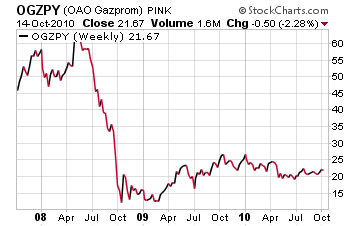 OGZPY (OAO Gazprom) PINK © StockCharts.com
14-Oct-2010 Close 21.67 Volume 1.6M Chg -0.50 (-2.28%)
OGZPY (Weekly) 21.67
60
55
50
45
40
35
30
25
20
15
08 Apr Jul Oct 09 Apr Jul Oct 10 Apr Jul Oct